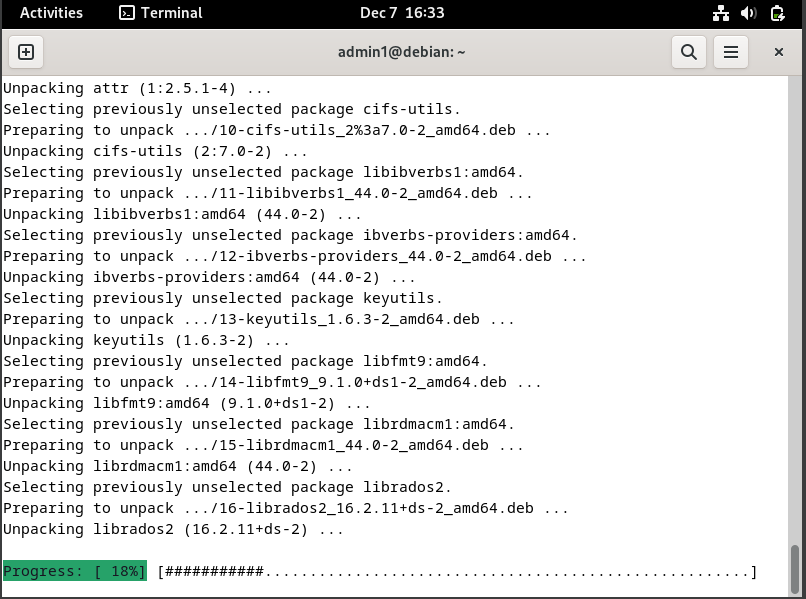 Activities Terminal Dec 7 16:33
admin1@debian: ~
Unpacking attr (1:2.5.1-4) ...
Selecting previously unselected package cifs-utils.
Preparing to unpack .../10-cifs-utils_2%3a7.0-2_amd64.deb ...
Unpacking cifs-utils (2:7.0-2) ...
Selecting previously unselected package libibverbs1:amd64.
Preparing to unpack .../11-libibverbs1_44.0-2_amd64.deb ...
Unpacking libibverbs1:amd64 (44.0-2) ...
Selecting previously unselected package ibverbs-providers:amd64.
Preparing to unpack .../12-ibverbs-providers_44.0-2_amd64.deb ...
Unpacking ibverbs-providers:amd64 (44.0-2) ...
Selecting previously unselected package keyutils.
Preparing to unpack .../13-keyutils_1.6.3-2_amd64.deb ...
Unpacking keyutils (1.6.3-2) ...
Selecting previously unselected package libfmt9:amd64.
Preparing to unpack .../14-libfmt9_9.1.0+ds1-2_amd64.deb ...
Unpacking libfmt9:amd64 (9.1.0+ds1-2) ...
Selecting previously unselected package librdmacm1:amd64.
Preparing to unpack .../15-librdmacm1_44.0-2_amd64.deb ...
Unpacking librdmacm1:amd64 (44.0-2) ...
Selecting previously unselected package librados2.
Preparing to unpack .../16-librados2_16.2.11+ds-2_amd64.deb ...
Unpacking librados2 (16.2.11+ds-2) ...
Progress: [ 18%] [###########......................................................]